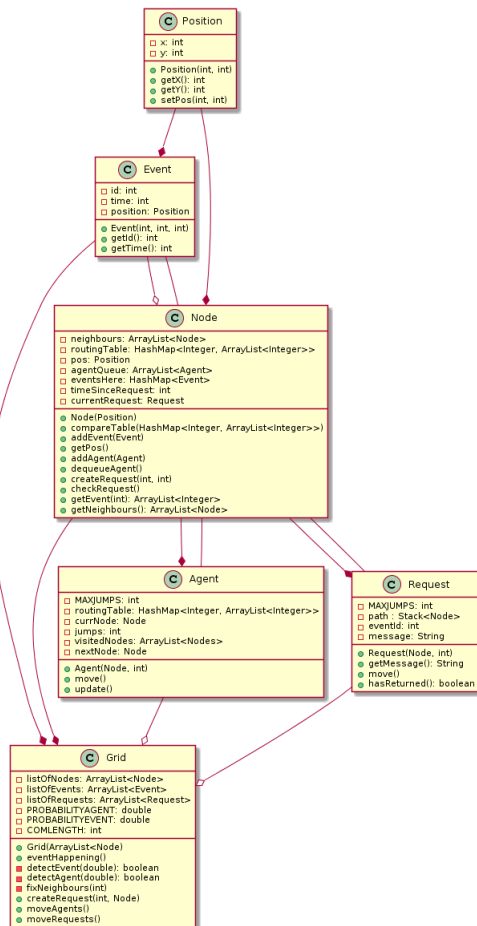 C Position
x: int
y: int
Position(int, int)
getX(): int
getY(): int
setPos(int, int)
C Event
id: int
time: int
position: Position
Event(int, int, int)
getId(): int
getTime(): int
C Node
neighbours: ArrayList<Node>
routingTable: HashMap<Integer, ArrayList<Integer>>
pos: Position
agentQueue: ArrayList<Agent>
eventsHere: HashMap<Event>
timeSinceRequest: int
currentRequest: Request
Node(Position)
compareTable(HashMap<Integer, ArrayList<Integer>>)
addEvent(Event)
getPos()
addAgent(Agent)
dequeueAgent()
createRequest(int, int)
checkRequest()
getEvent(int): ArrayList<Integer>
getNeighbours(): ArrayList<Node>
C Agent
MAXJUMPS: int
routingTable: HashMap<Integer, ArrayList<Integer>>
currNode: Node
jumps: int
visitedNodes: ArrayList<Nodes>
nextNode: Node
Agent(Node, int)
move()
update()
C Request
MAXJUMPS: int
path : Stack<Node>
eventId: int
message: String
Request(Node, int)
getMessage(): String
move()
hasReturned(): boolean
C Grid
listOfNodes: ArrayList<Node>
listOfEvents: ArrayList<Event>
listOfRequests: ArrayList<Request>
PROBABILITYAGENT: double
PROBABILITYEVENT: double
COMLENGTH: int
Grid(ArrayList<Node)
eventHappening()
detectEvent(double): boolean
detectAgent(double): boolean
fixNeighbours(int)
createRequest(int, Node)
moveAgents()
moveRequests()